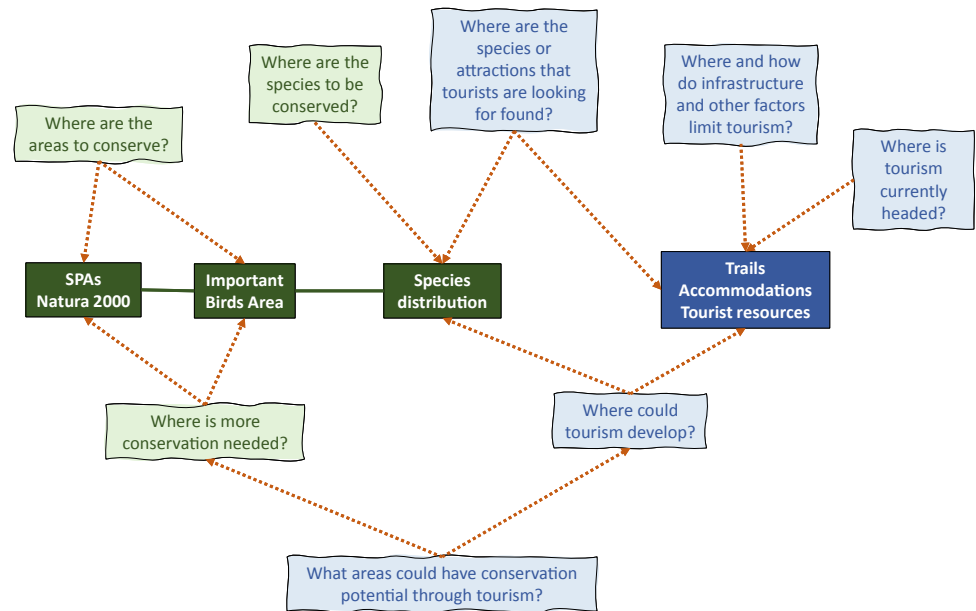 Where are the
species or
attractions that
tourists are looking
for found?
Where are the
species to be
conserved?
Where and how
do infrastructure
and other factors
limit tourism?
Where are the
areas to conserve?
Where is
tourism
currently
headed?
SPAs
Natura 2000
Important
Birds Area
Species
distribution
Trails
Accommodations
Tourist resources
Where is more
conservation needed?
Where could
tourism develop?
What areas could have conservation
potential through tourism?